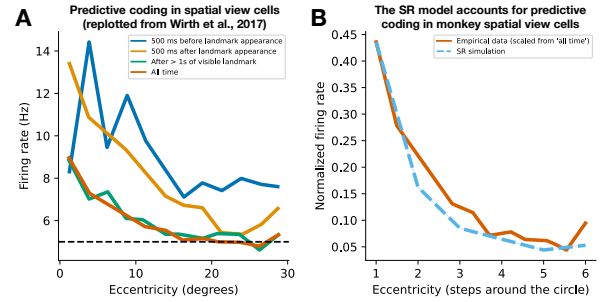 A
Predictive coding in spatial view cells
(replotted from Wirth et al., 2017)
500 ms before landmark appearance
500 ms after landmark appearance
After > 1s of visible landmark
All time
Firing rate (Hz)
14
12
10
8
6
0
10
20
30
Eccentricity (degrees)
B
The SR model accounts for predictive
coding in monkey spatial view cells
Empirical data (scaled from 'all time')
SR simulation
Normalized firing rate
0.45
0.40
0.35
0.30
0.25
0.20
0.15
0.10
0.05
1
2
3
4
5
6
Eccentricity (steps around the circle)